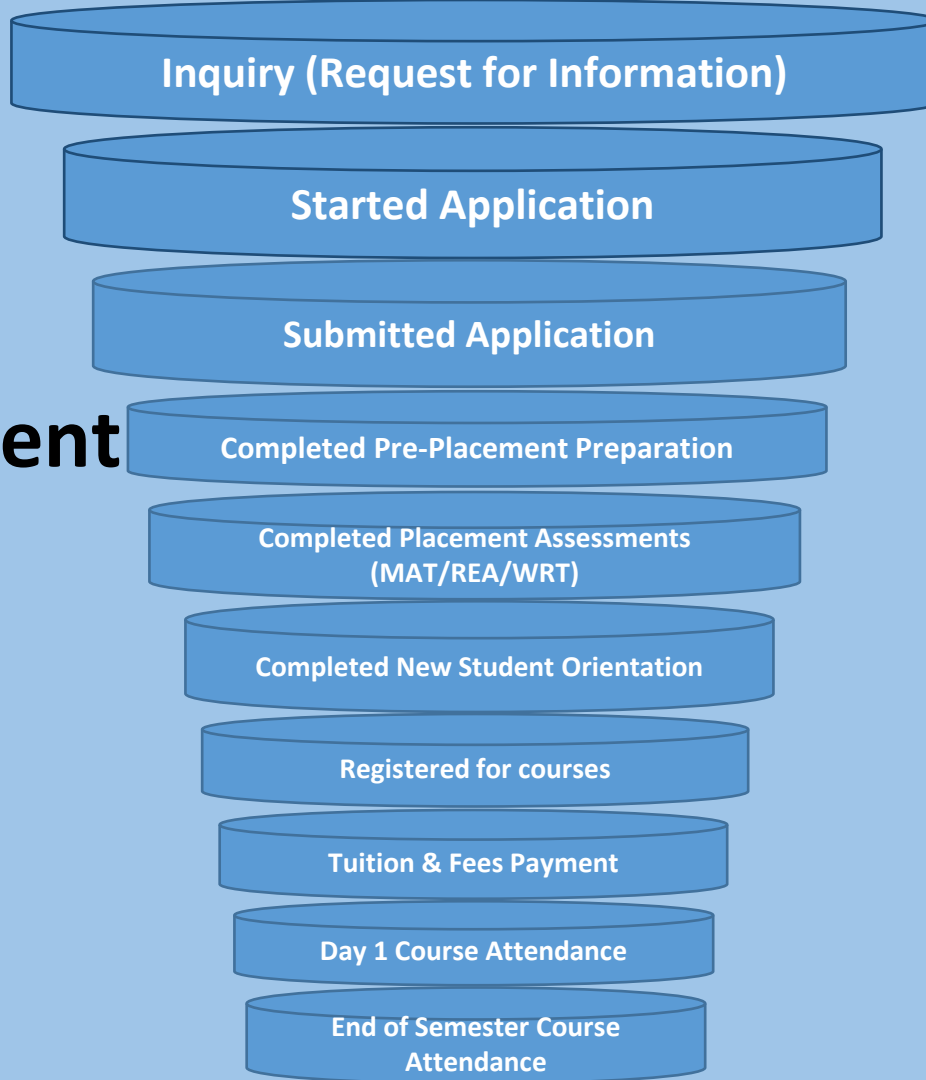 Inquiry (Request for Information)
Started Application
Submitted Application
ent
Completed Pre-Placement Preparation
Completed Placement Assessments
(MAT/REA/WRT)
Completed New Student Orientation
Registered for courses
Tuition & Fees Payment
Day 1 Course Attendance
End of Semester Course
Attendance